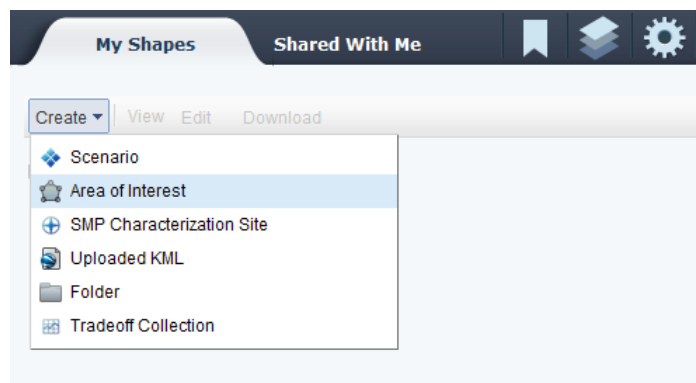 My Shapes Shared With Me
Create View Edit Download
Scenario
Area of Interest
SMP Characterization Site
Uploaded KML
Folder
Tradeoff Collection